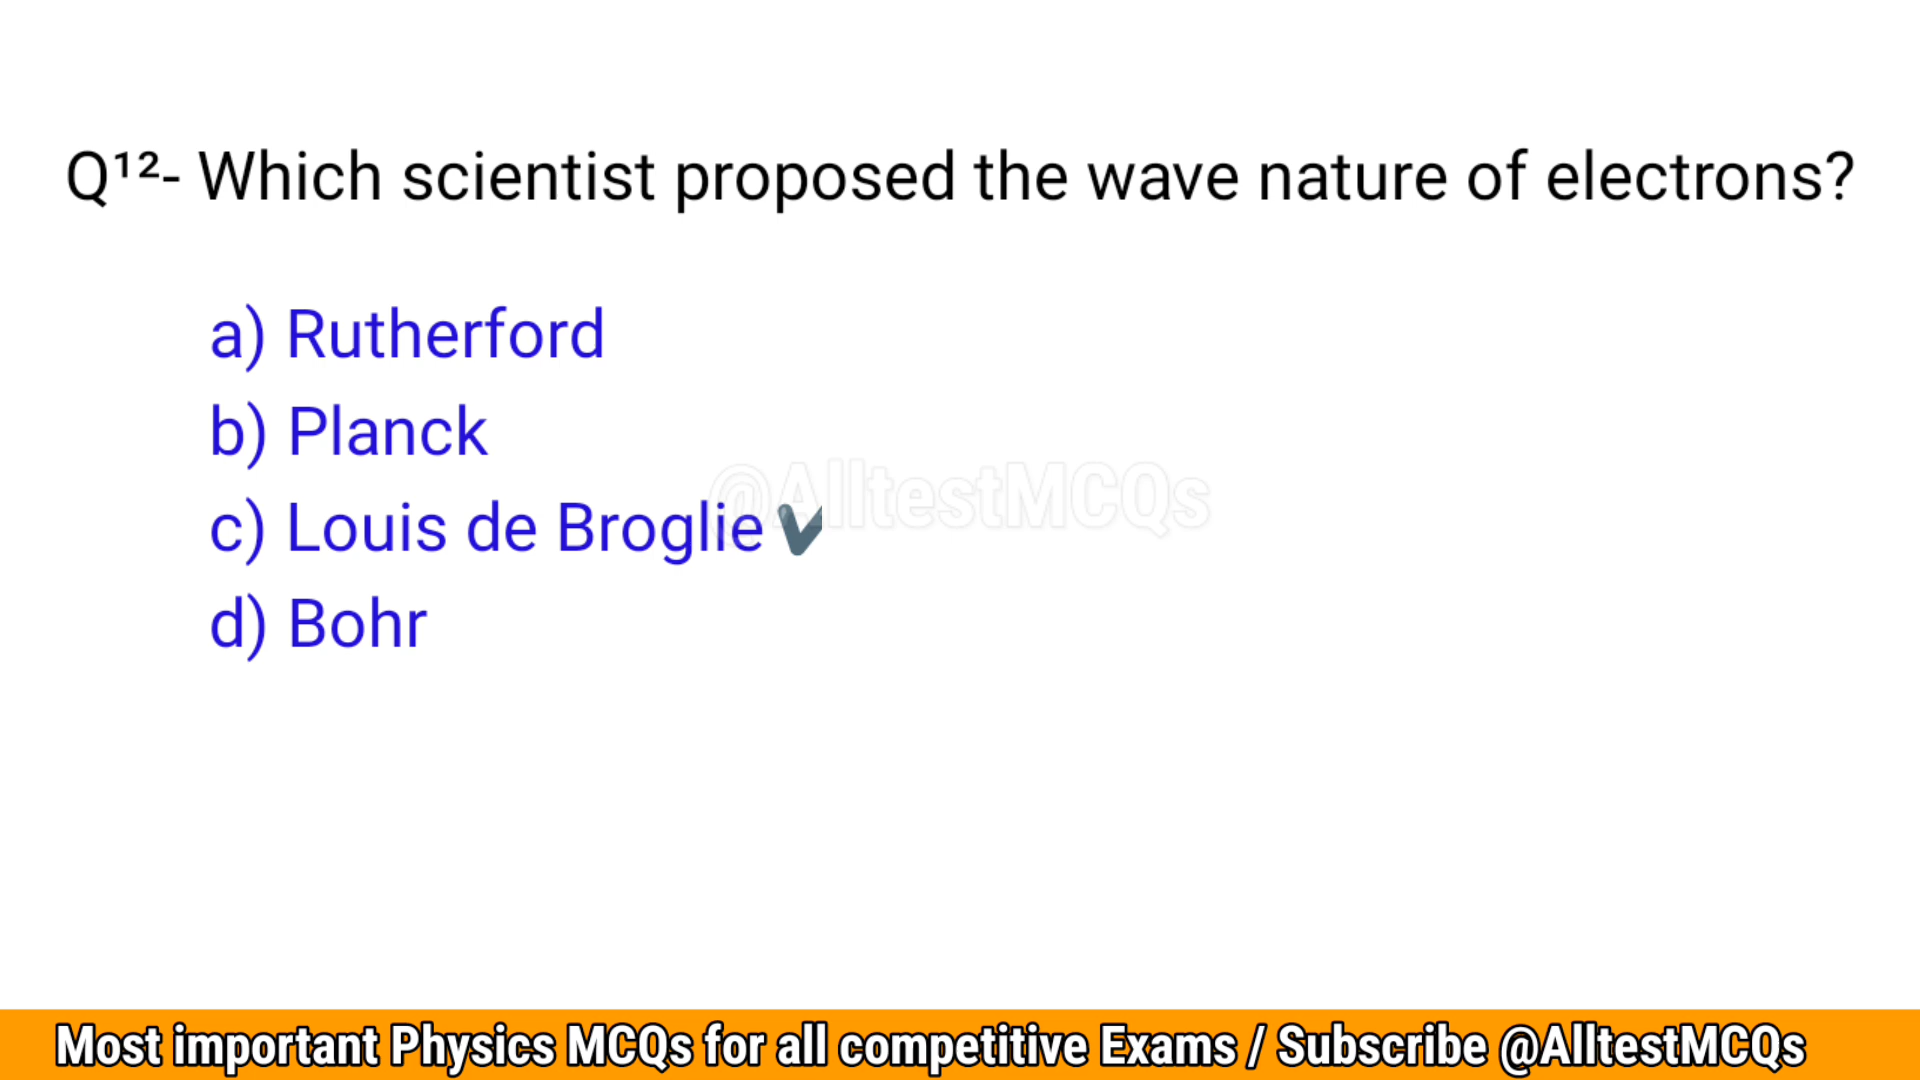 Q¹²- Which scientist proposed the wave nature of electrons?
a) Rutherford
b) Planck
@AlltestMCQs
c) Louis de Broglie ✔
d) Bohr
Most important Physics MCQs for all competitive Exams / Subscribe @AlltestMCQs